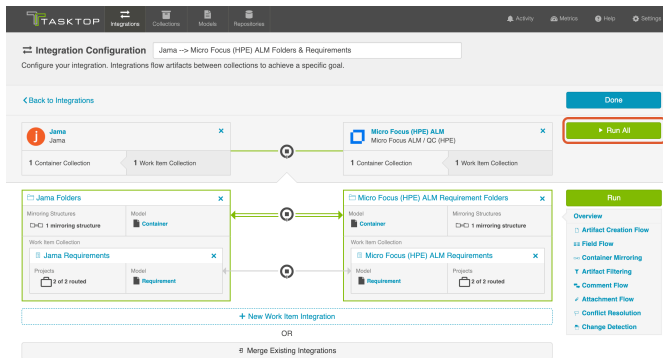 TASKTOP
Integrations
Collections
Models
Repositories
Activity
Metrics
Help
Settings
Integration Configuration
Jama --> Micro Focus (HPE) ALM Folders & Requirements
Configure your integration. Integrations flow artifacts between collections to achieve a specific goal.
Back to Integrations
Done
j
Jama
Jama
Micro Focus (HPE) ALM
Micro Focus ALM / QC (HPE)
Run All
1 Container Collection
1 Work Item Collection
1 Container Collection
1 Work Item Collection
Jama Folders
Micro Focus (HPE) ALM Requirement Folders
Run
Mirroring Structures
Model
Model
Mirroring Structures
1 mirroring structure
Container
Container
1 mirroring structure
Work Item Collection
Work Item Collection
Jama Requirements
Micro Focus (HPE) ALM Requirements
Projects
Model
Model
Projects
2 of 2 routed
Requirement
Requirement
2 of 2 routed
Overview
Artifact Creation Flow
Field Flow
Container Mirroring
Artifact Filtering
Comment Flow
Attachment Flow
Conflict Resolution
Change Detection
+ New Work Item Integration
OR
Merge Existing Integrations